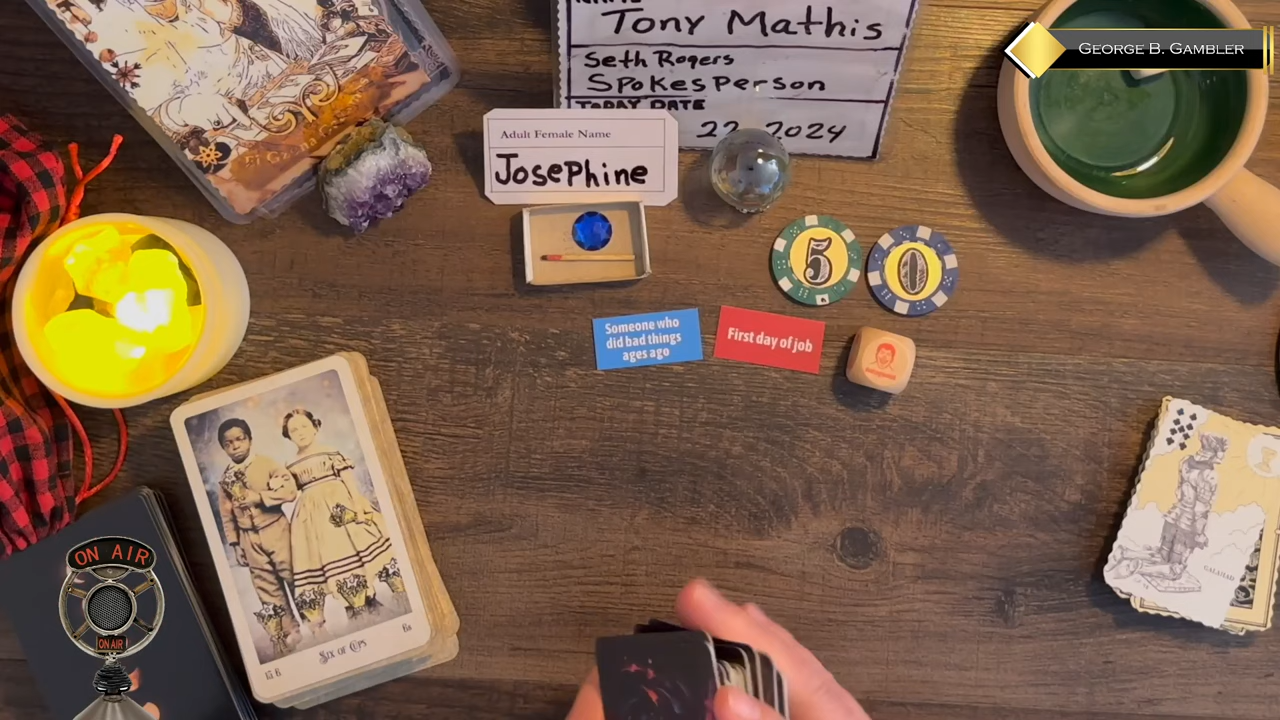 Tony Mathis
Seth Rogers
SpokesPerson
TODAY DATE
22 2024
GEORGE B. GAMBLER
Adult Female Name
Josephine
5
0
Someone who
did bad things
ages ago
First day of job
GALAHAD
SIX OF CUPS
ON AIR
ON AIR